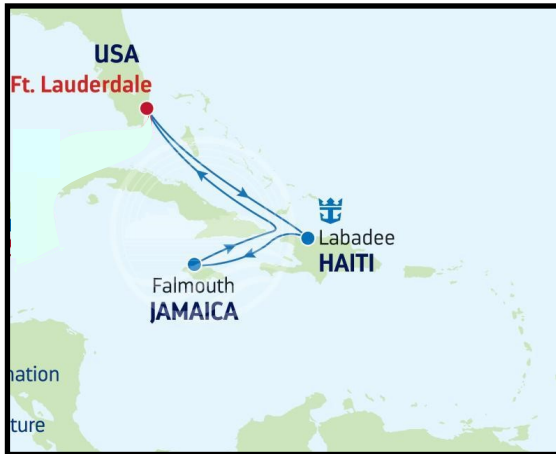 USA
Ft. Lauderdale
Labadee
HAITI
Falmouth
JAMAICA
nation
ture